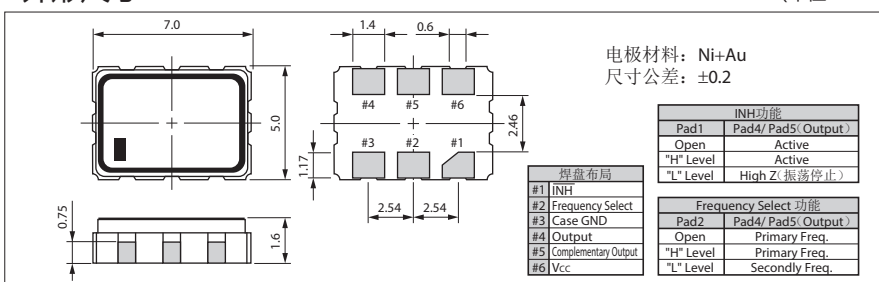 7.0
5.0
0.75
1.6
1.4
0.6
#4
#5
#6
#3
#2
#1
2.46
1.17
2.54
2.54
电极材料：Ni+Au
尺寸公差：±0.2
焊盘布局
#1 INH
#2 Frequency Select
#3 Case GND
#4 Output
#5 Complementary Output
#6 Vcc
INH功能
Pad1 Pad4/ Pad5(Output)
Open Active
"H" Level Active
"L" Level High Z(振荡停止)
Frequency Select 功能
Pad2 Pad4/ Pad5(Output)
Open Primary Freq.
"H" Level Primary Freq.
"L" Level Secondly Freq.